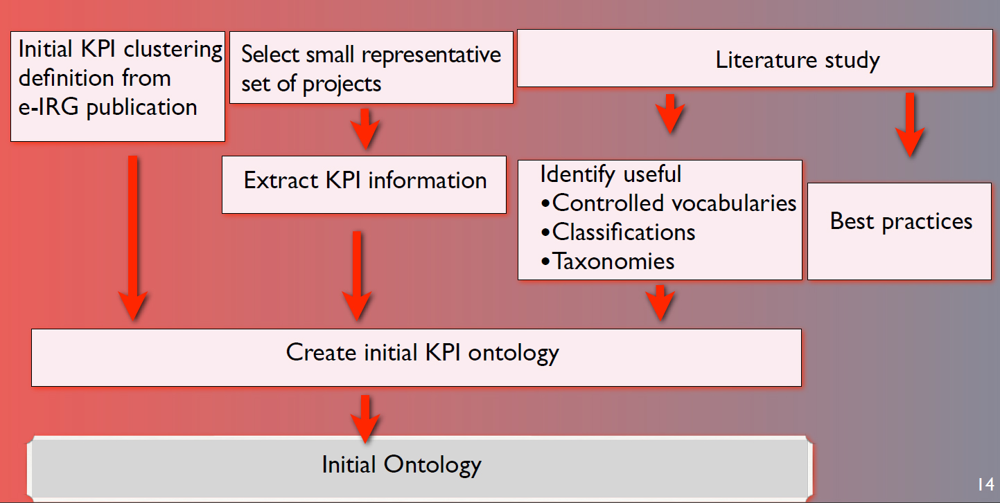 Initial KPI clustering
definition from
e-IRG publication
Select small representative
set of projects
Literature study
Extract KPI information
Identify useful
•Controlled vocabularies
•Classifications
•Taxonomies
Best practices
Create initial KPI ontology
Initial Ontology
14